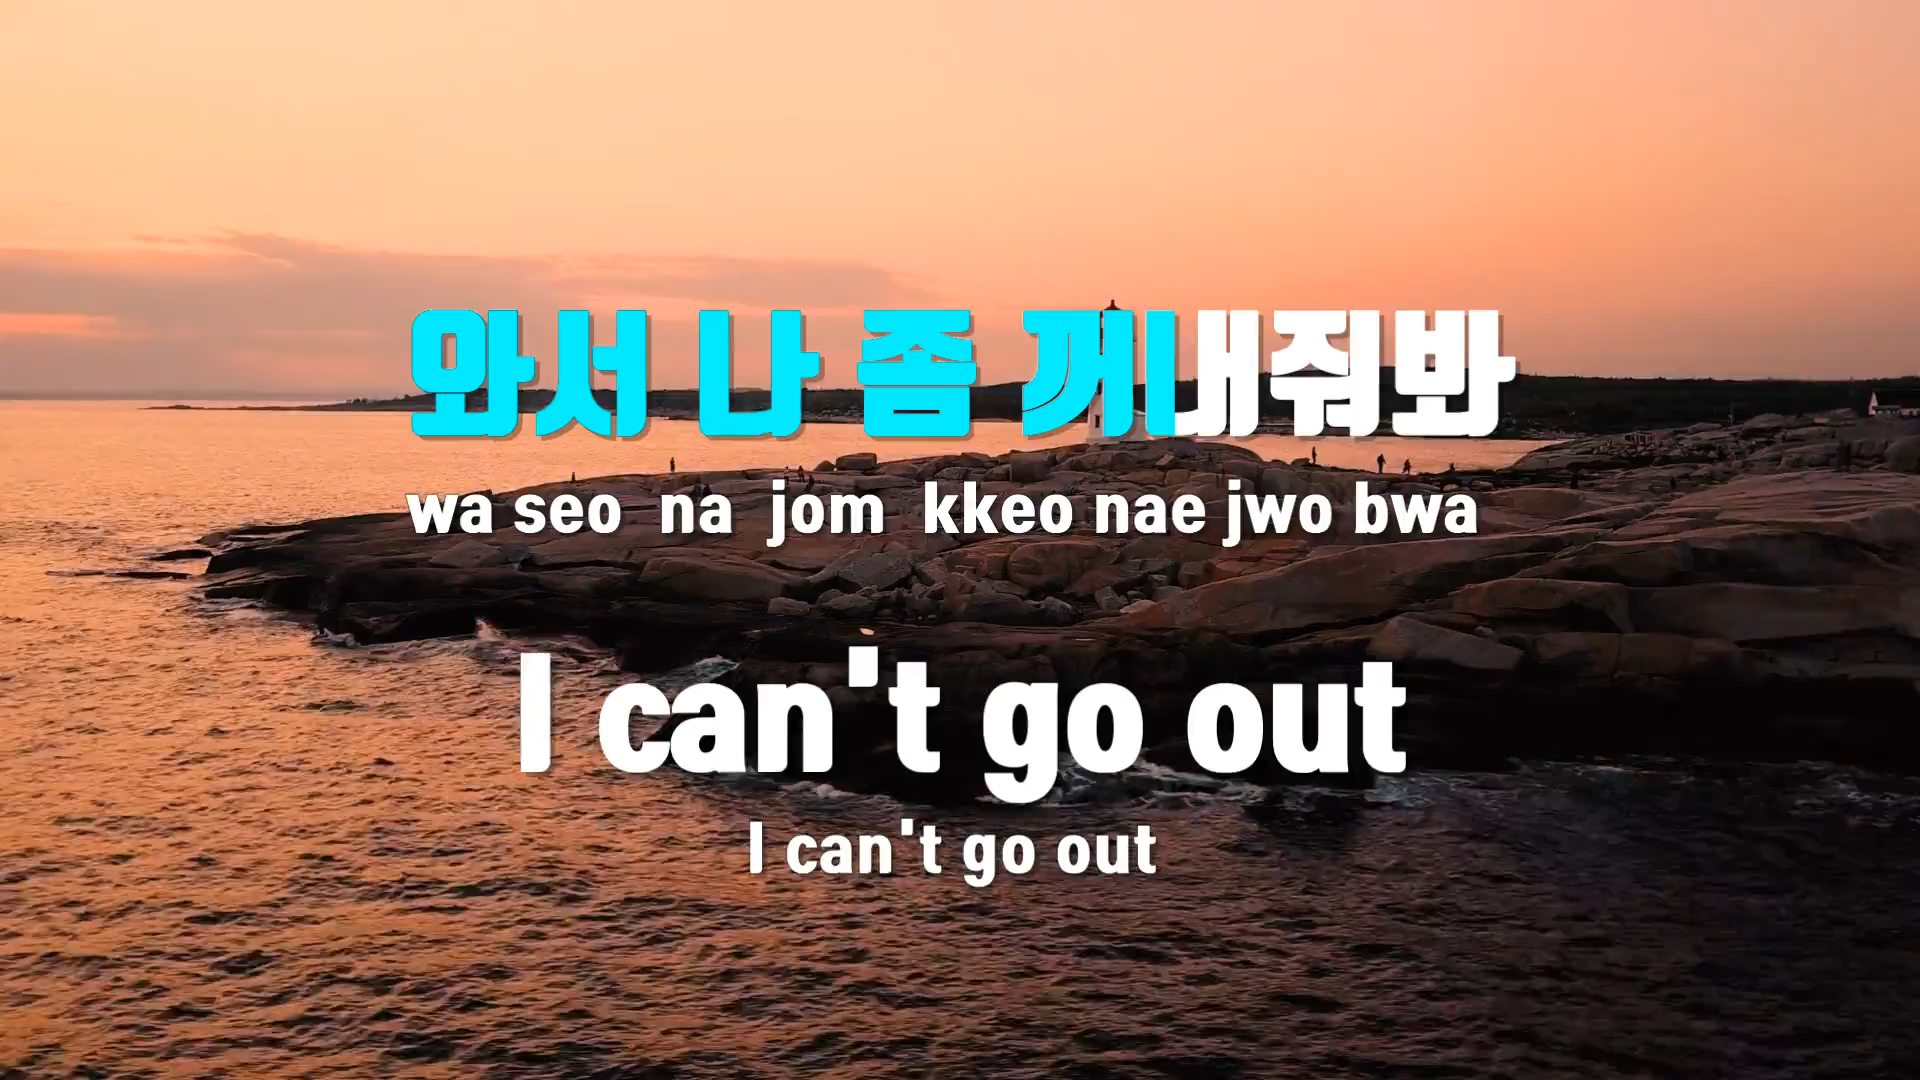 와서 나 좀 꺼내줘봐
wa seo na jom kkeo nae jwo bwa
I can't go out
I can't go out